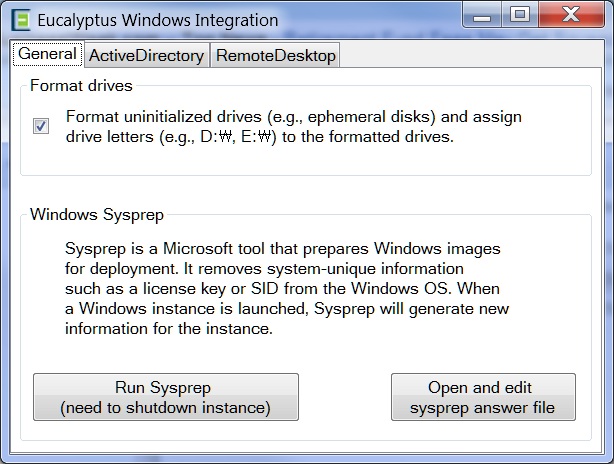 Eucalyptus Windows Integration
General ActiveDirectory RemoteDesktop
Format drives
Format uninitialized drives (e.g., ephemeral disks) and assign
drive letters (e.g., D:₩, E:₩) to the formatted drives.
Windows Sysprep
Sysprep is a Microsoft tool that prepares Windows images
for deployment. It removes system-unique information
such as a license key or SID from the Windows OS. When
a Windows instance is launched, Sysprep will generate new
information for the instance.
Run Sysprep
(need to shutdown instance)
Open and edit
sysprep answer file